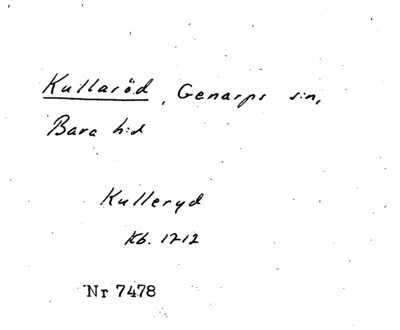 Kullaröd, Genarps s:n,
Bara h:d
Kulleryd
Kb. 1712
Nr 7478